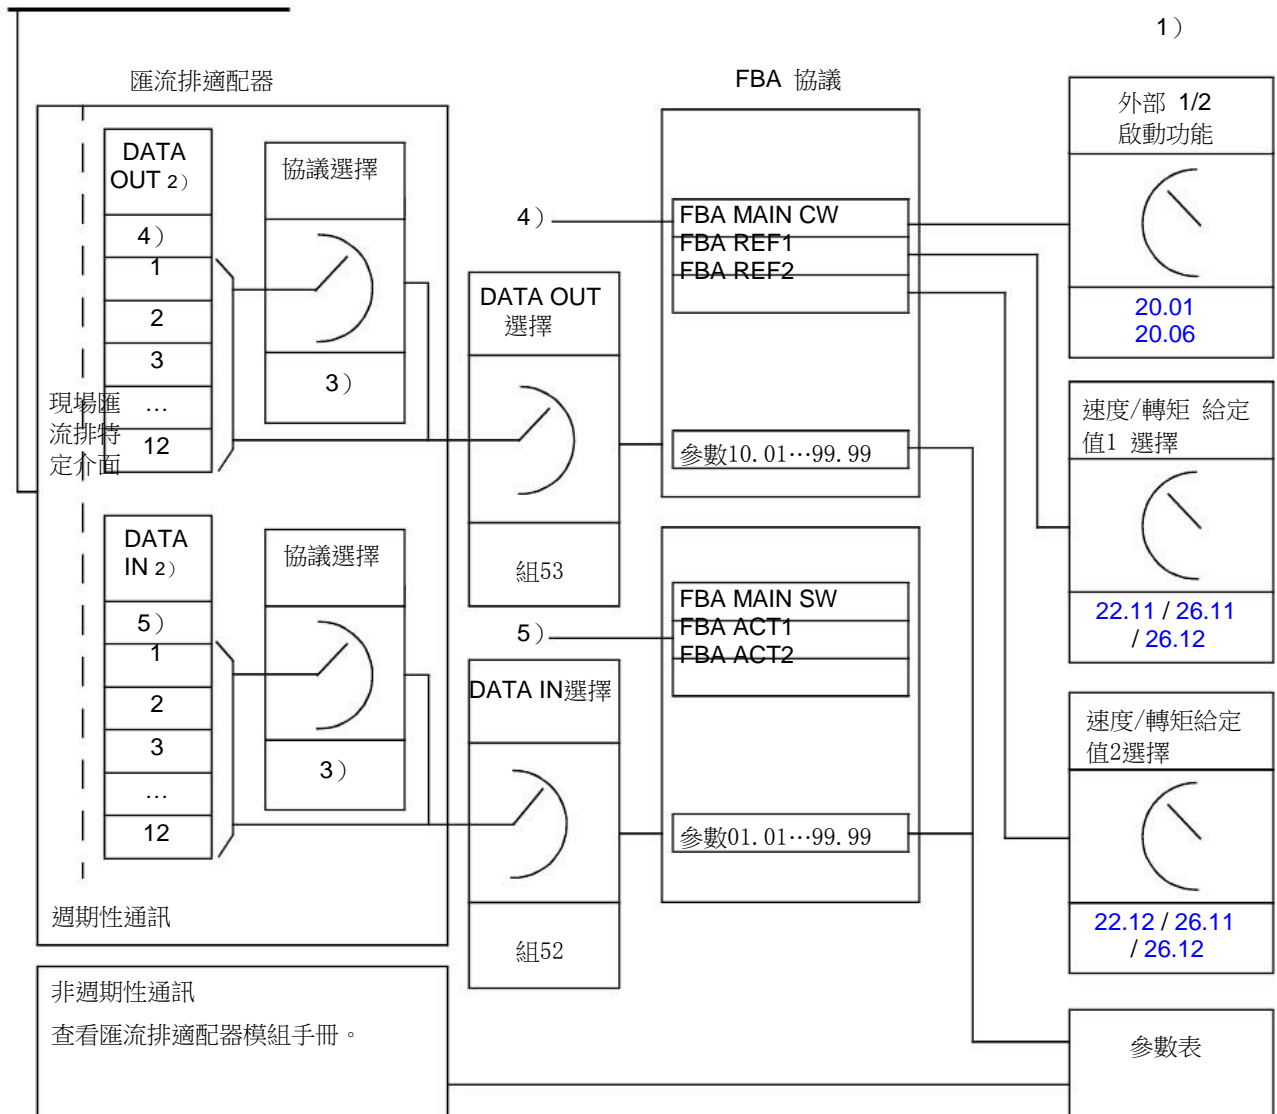 1）
匯流排適配器
FBA 協議
DATA
OUT 2）
4）
1
2
3
…
12
協議選擇
3）
現場匯
流排特
定介面
DATA
IN 2）
5）
1
2
3
…
12
協議選擇
3）
週期性通訊
DATA OUT
選擇
組53
DATA IN選擇
組52
4）
FBA MAIN CW
FBA REF1
FBA REF2
參數10.01…99.99
5）
FBA MAIN SW
FBA ACT1
FBA ACT2
參數01.01…99.99
外部 1/2
啟動功能
20.01
20.06
速度/轉矩 給定
值1 選擇
22.11 / 26.11
/ 26.12
速度/轉矩給定
值2選擇
22.12 / 26.11
/ 26.12
非週期性通訊
查看匯流排適配器模組手冊。
參數表